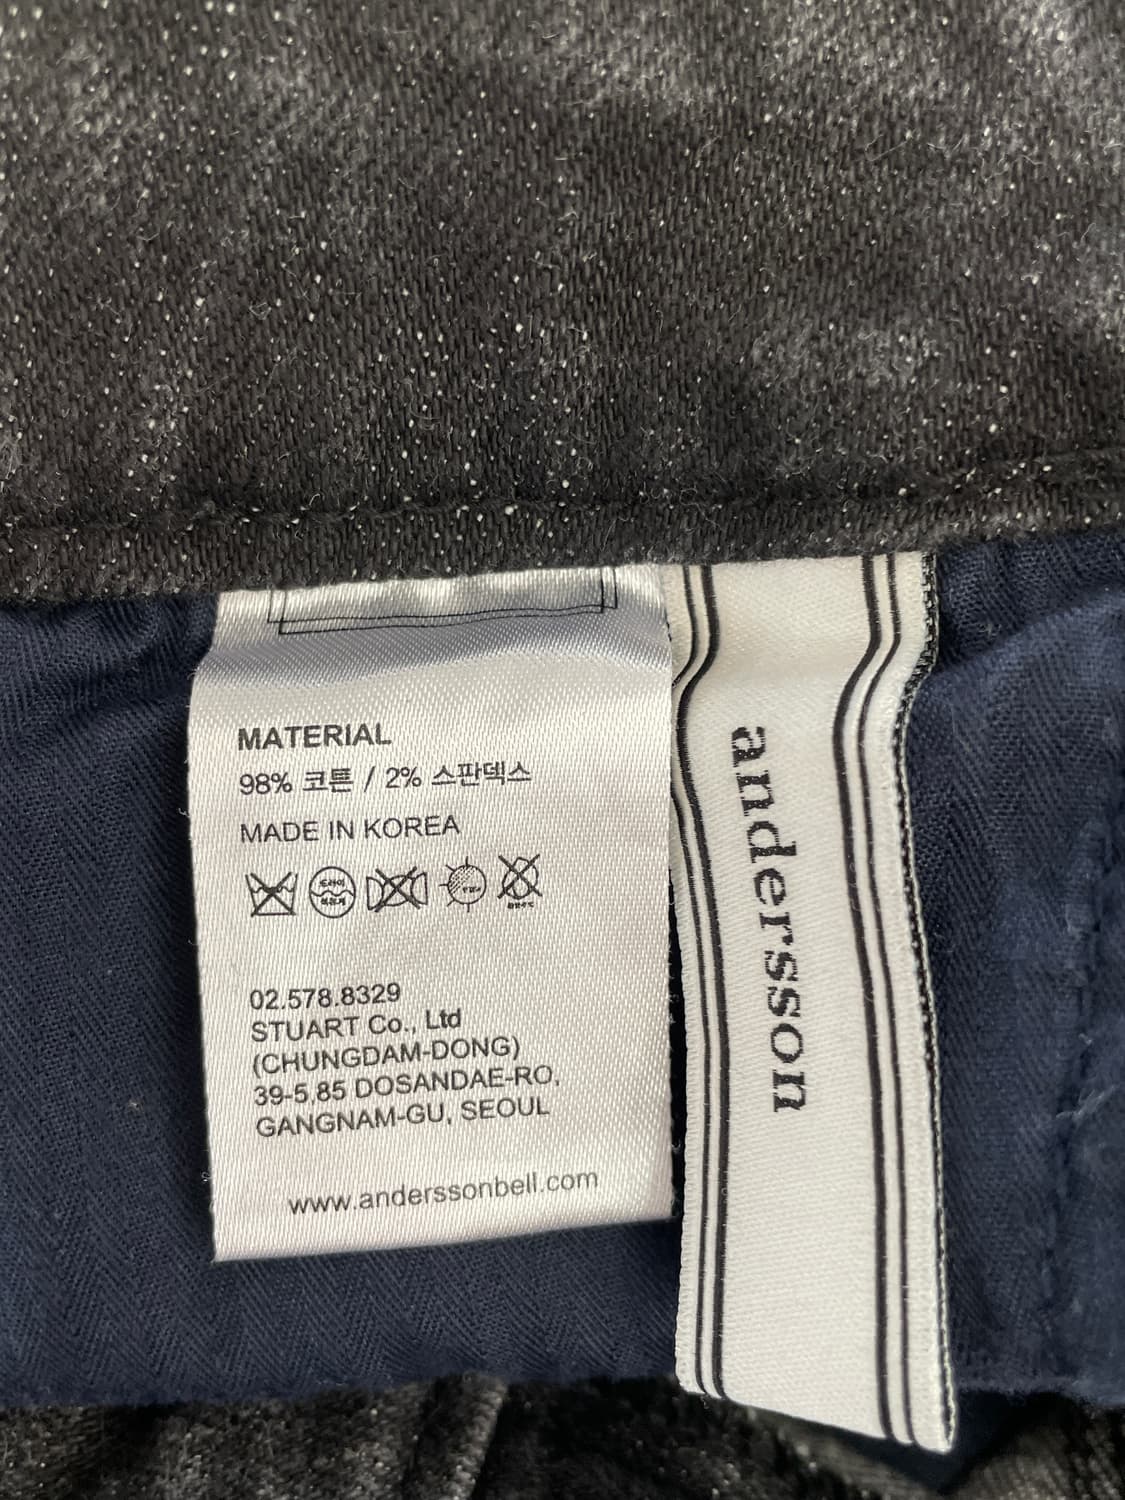 MATERIAL
98% 코튼 / 2% 스판덱스
MADE IN KOREA
02.578.8329
STUART Co., Ltd
(CHUNGDAM-DONG)
39-5,85 DOSANDAE-RO,
GANGNAM-GU, SEOUL
www.anderssonbell.com
andersson